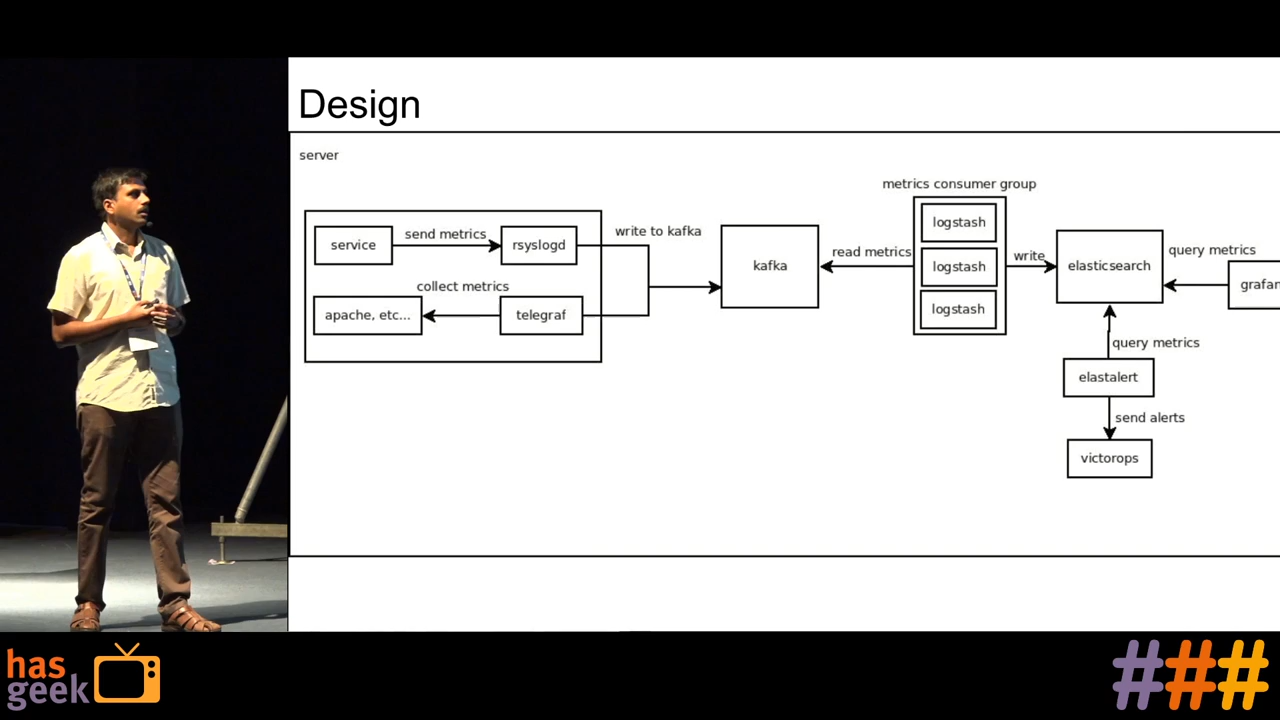 Design
server
metrics consumer group
service
send metrics
rsyslogd
write to kafka
collect metrics
apache, etc...
telegraf
kafka
read metrics
logstash
logstash
logstash
write
elasticsearch
query metrics
grafan
query metrics
elastalert
send alerts
victorops
has
geek
###